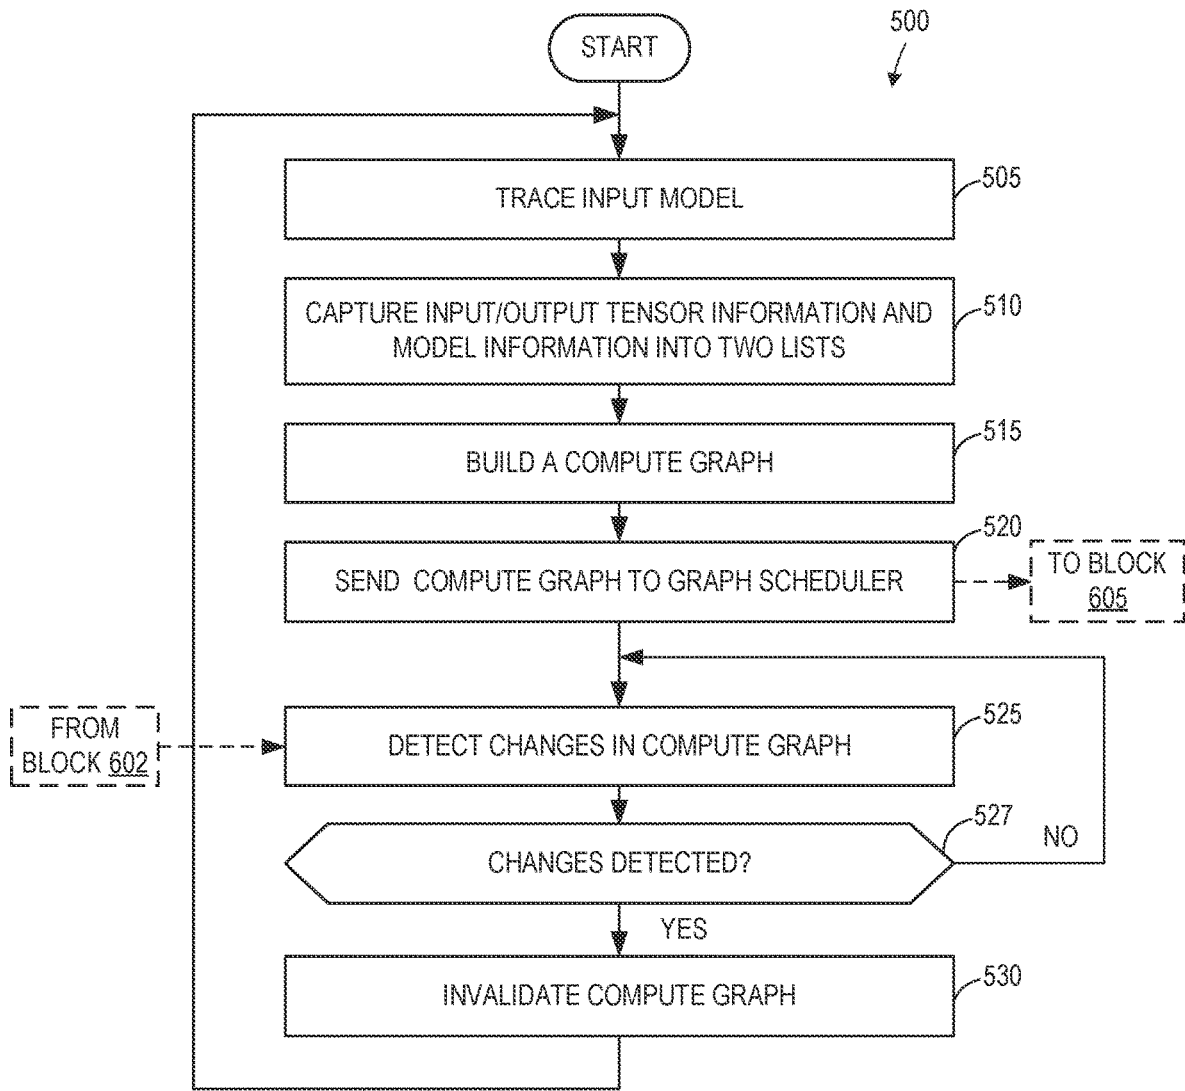 500
START
TRACE INPUT MODEL
505
CAPTURE INPUT/OUTPUT TENSOR INFORMATION AND
MODEL INFORMATION INTO TWO LISTS
510
BUILD A COMPUTE GRAPH
515
SEND COMPUTE GRAPH TO GRAPH SCHEDULER
520
TO BLOCK
605
FROM
BLOCK 602
DETECT CHANGES IN COMPUTE GRAPH
525
CHANGES DETECTED?
527
NO
YES
INVALIDATE COMPUTE GRAPH
530